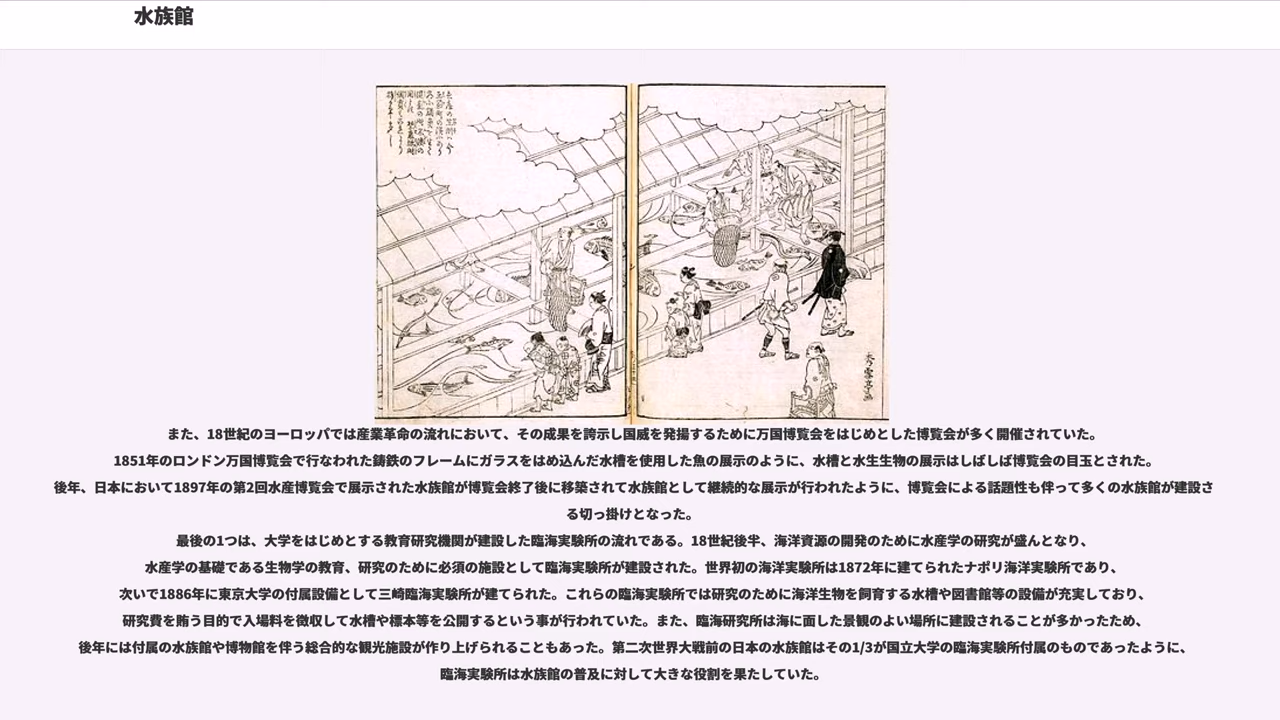 水族館
また、18世紀のヨーロッパでは産業革命の流れにおいて、その成果を誇示し国威を発揚するために万国博覧会をはじめとした博覧会が多く開催されていた。
1851年のロンドン万国博覧会で行なわれた鋳鉄のフレームにガラスをはめ込んだ水槽を使用した魚の展示のように、水槽と水生生物の展示はしばしば博覧会の目玉とされた。
後年、日本において1897年の第2回水産博覧会で展示された水族館が博覧会終了後に移築されて水族館として継続的な展示が行われたように、博覧会による話題性も伴って多くの水族館が建設さ
る切っ掛けとなった。
最後の1つは、大学をはじめとする教育研究機関が建設した臨海実験所の流れである。18世紀後半、海洋資源の開発のために水産学の研究が盛んとなり、
水産学の基礎である生物学の教育、研究のために必須の施設として臨海実験所が建設された。世界初の海洋実験所は1872年に建てられたナポリ海洋実験所であり、
次いで1886年に東京大学の付属設備として三崎臨海実験所が建てられた。これらの臨海実験所では研究のために海洋生物を飼育する水槽や図書館等の設備が充実しており、
研究費を賄う目的で入場料を徴収して水槽や標本等を公開するという事が行われていた。また、臨海研究所は海に面した景観のよい場所に建設されることが多かったため、
後年には付属の水族館や博物館を伴う総合的な観光施設が作り上げられることもあった。第二次世界大戦前の日本の水族館はその1/3が国立大学の臨海実験所付属のものであったように、
臨海実験所は水族館の普及に対して大きな役割を果たしていた。